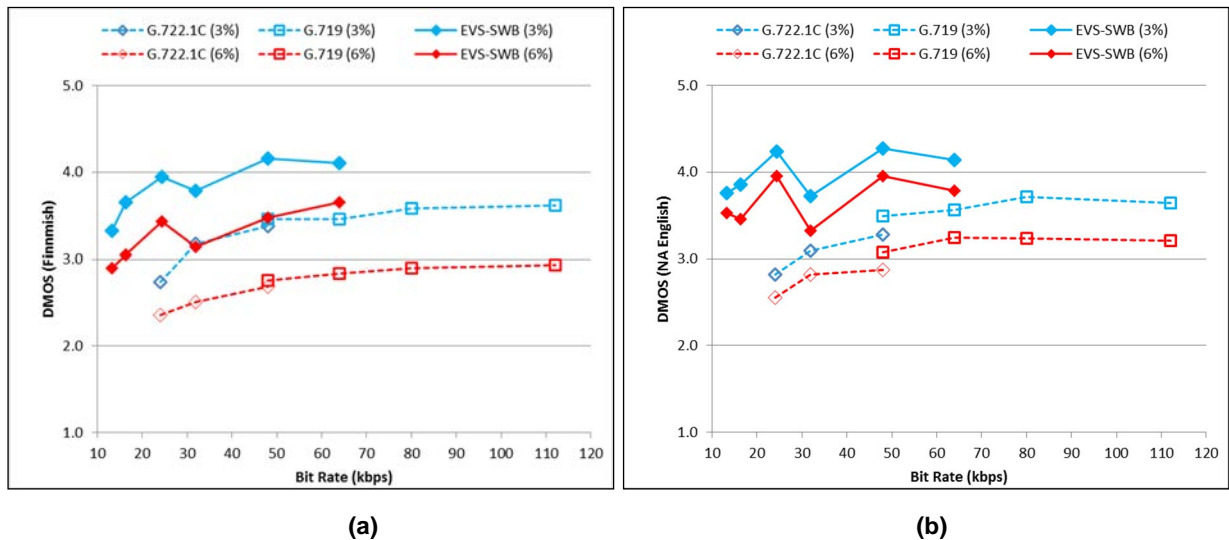 G.722.1C (3%) G.719 (3%) EVS-SWB (3%)
G.722.1C (6%) G.719 (6%) EVS-SWB (6%)
5.0
4.0
3.0
2.0
1.0
DMOS (Finnmish)
10 20 30 40 50 60 70 80 90 100 110 120
Bit Rate (kbps)
(a)
G.722.1C (3%) G.719 (3%) EVS-SWB (3%)
G.722.1C (6%) G.719 (6%) EVS-SWB (6%)
5.0
4.0
3.0
2.0
1.0
DMOS (NA English)
10 20 30 40 50 60 70 80 90 100 110 120
Bit Rate (kbps)
(b)